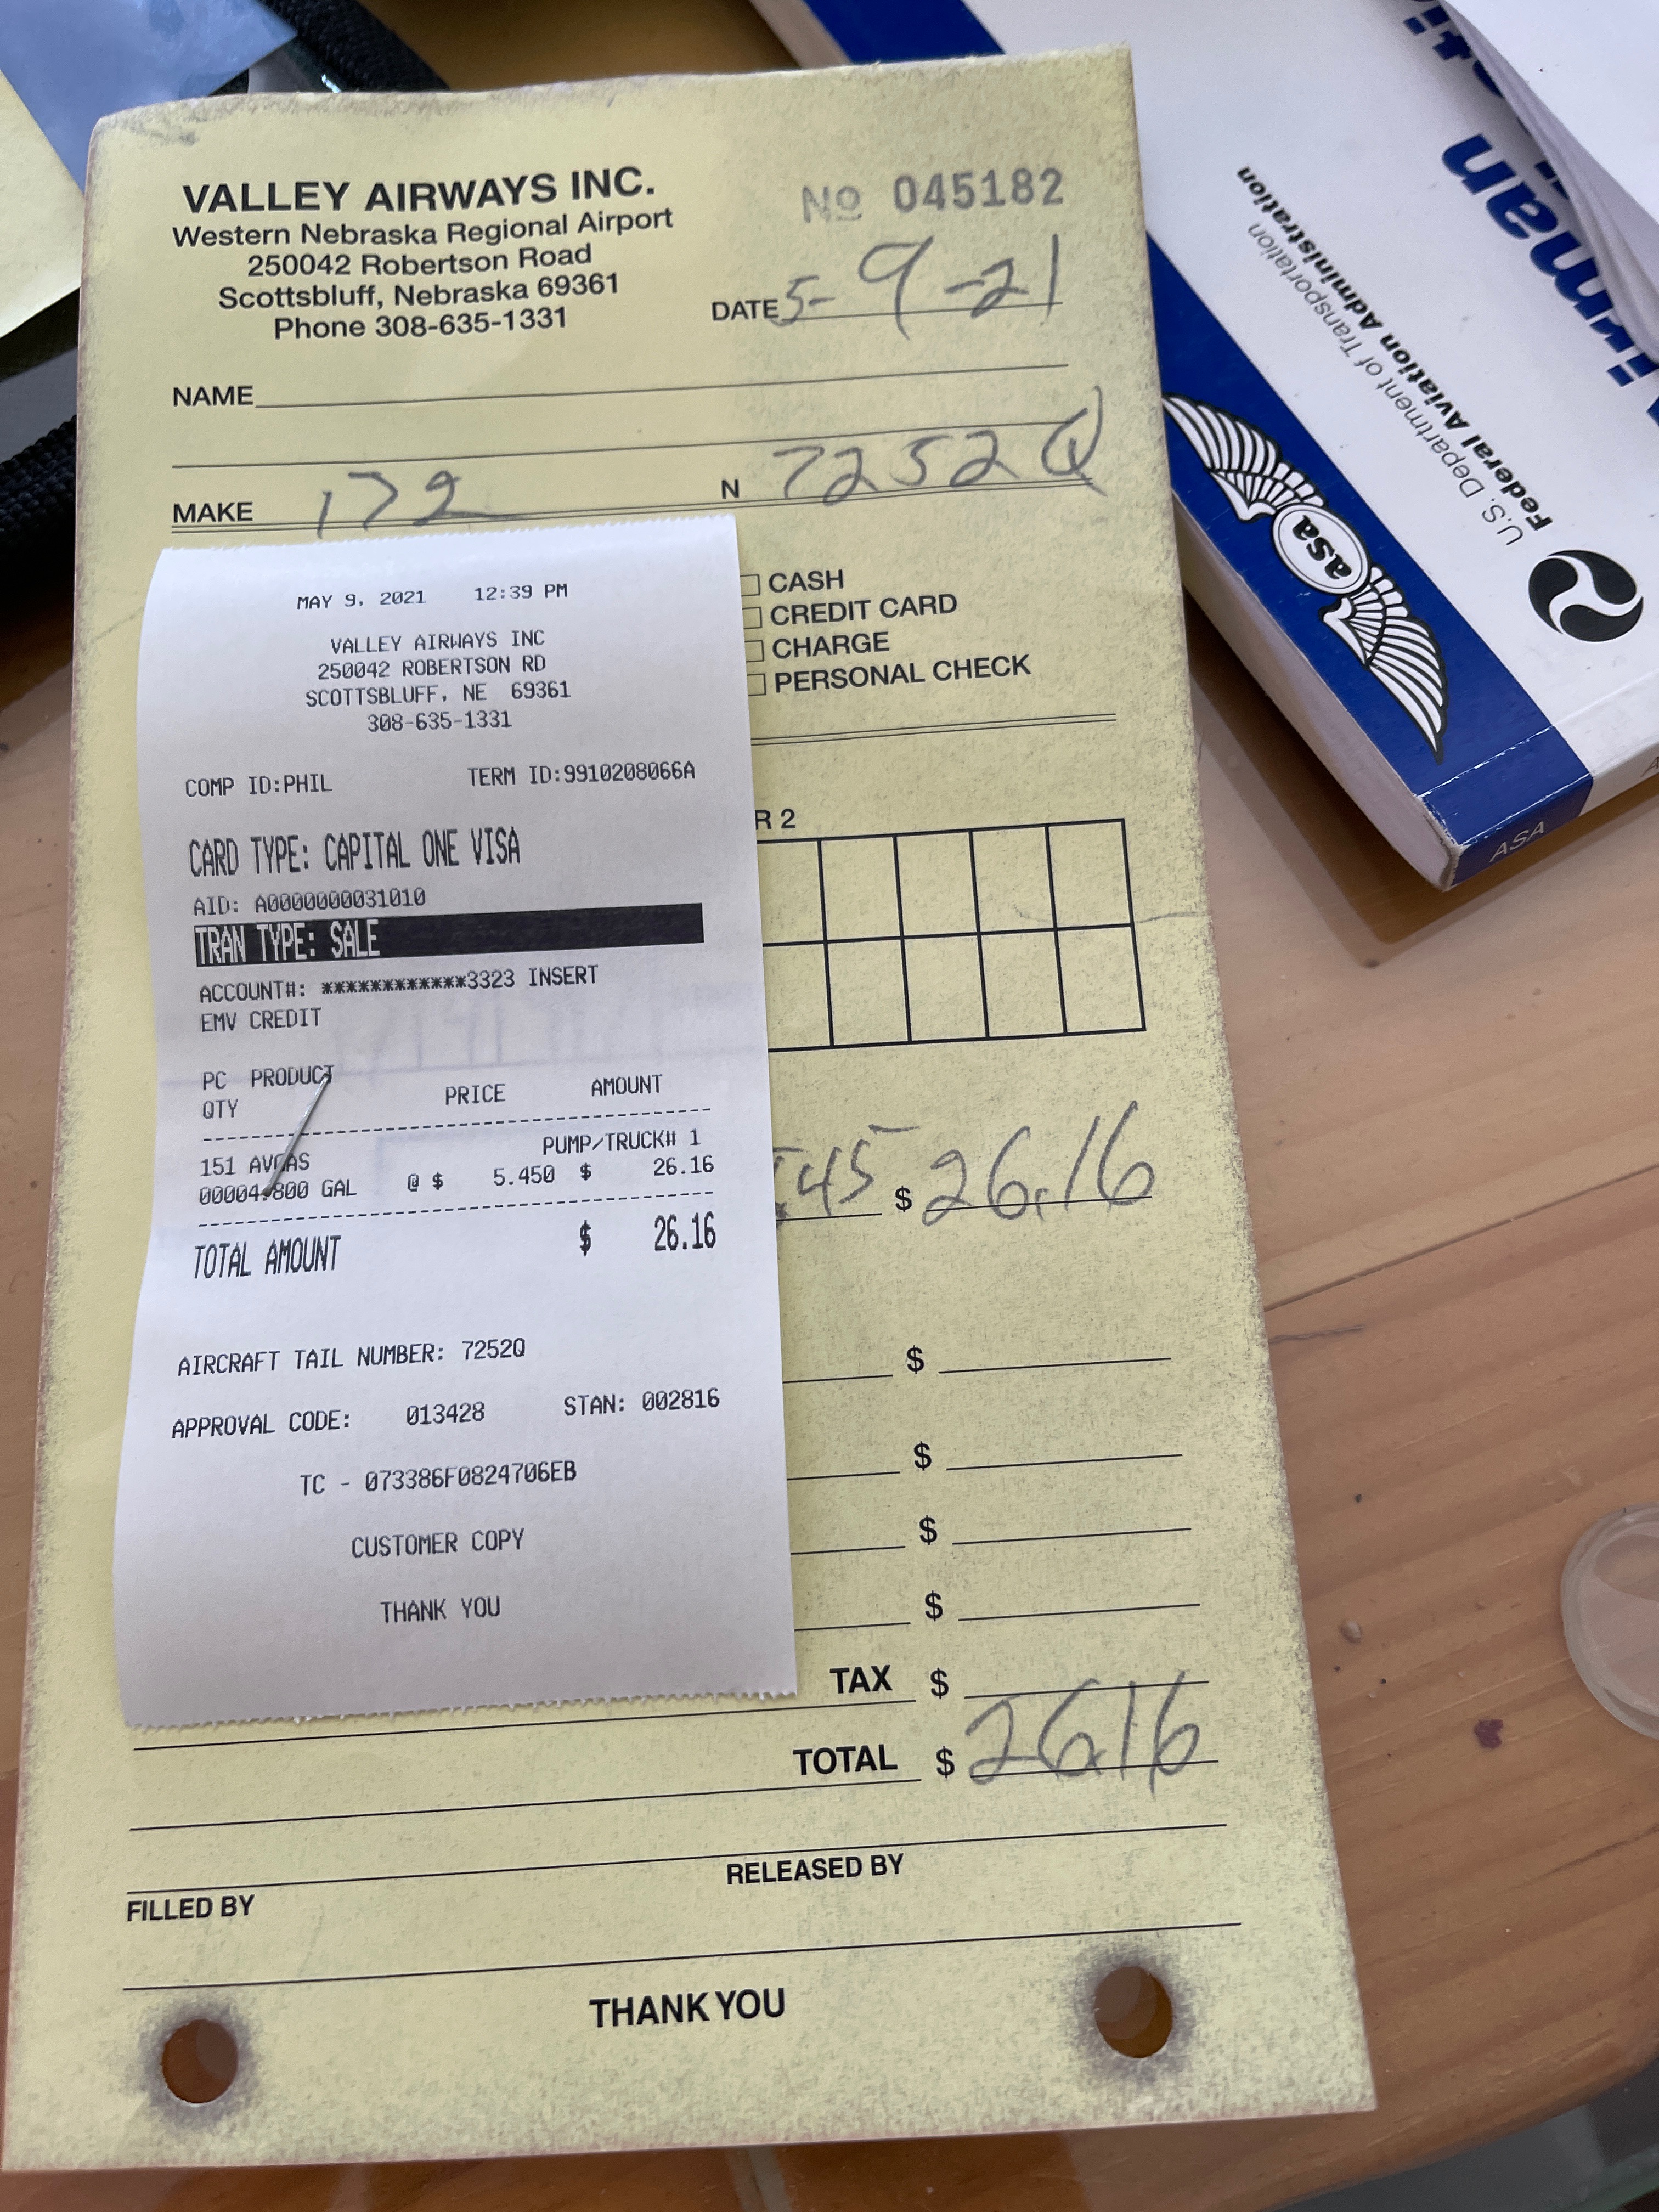 VALLEY AIRWAYS INC.
Western Nebraska Regional Airport
250042 Robertson Road
Scottsbluff, Nebraska 69361
Phone 308-635-1331
No 045182
DATE 5-9-21
NAME
MAKE 172 N 7252Q
CASH
CREDIT CARD
CHARGE
PERSONAL CHECK
R 2
.45 $ 26.16
$
$
$
$
TAX $
TOTAL $ 26.16
RELEASED BY
FILLED BY
THANK YOU
MAY 9, 2021 12:39 PM
VALLEY AIRWAYS INC
250042 ROBERTSON RD
SCOTTSBLUFF, NE 69361
308-635-1331
COMP ID:PHIL TERM ID:9910208066A
CARD TYPE: CAPITAL ONE VISA
AID: A0000000031010
TRAN TYPE: SALE
ACCOUNT#: ************3323 INSERT
EMV CREDIT
PC PRODUCT
QTY PRICE AMOUNT
PUMP/TRUCK# 1
151 AVGAS
00004.800 GAL @ $ 5.450 $ 26.16
TOTAL AMOUNT $ 26.16
AIRCRAFT TAIL NUMBER: 7252Q
APPROVAL CODE: 013428 STAN: 002816
TC - 073386F0824706EB
CUSTOMER COPY
THANK YOU
U.S. Department of Transportation
Federal Aviation Administration
asa
ASA